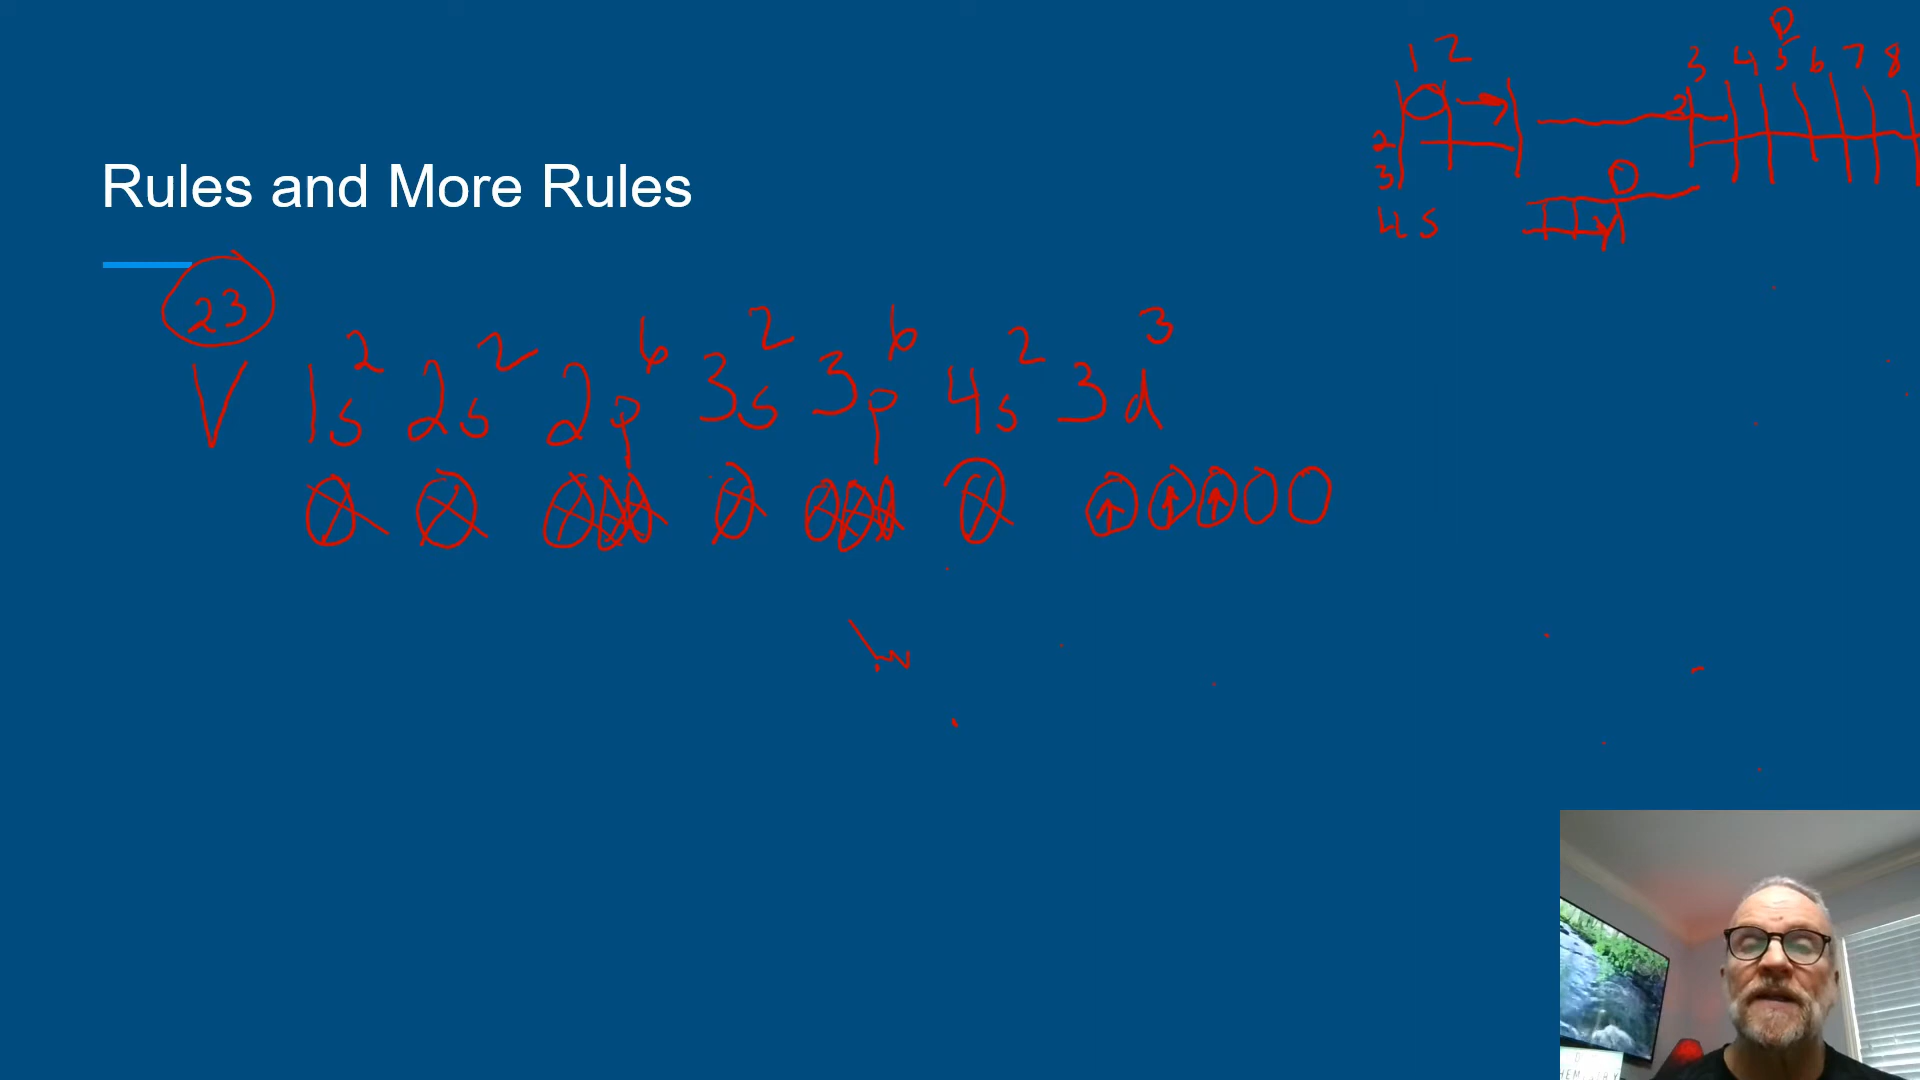 1 2 3 4 5 6 7 8
P
2
2
3
D
4s
Rules and More Rules
23
V 1s² 2s² 2p⁶ 3s² 3p⁶ 4s² 3d³